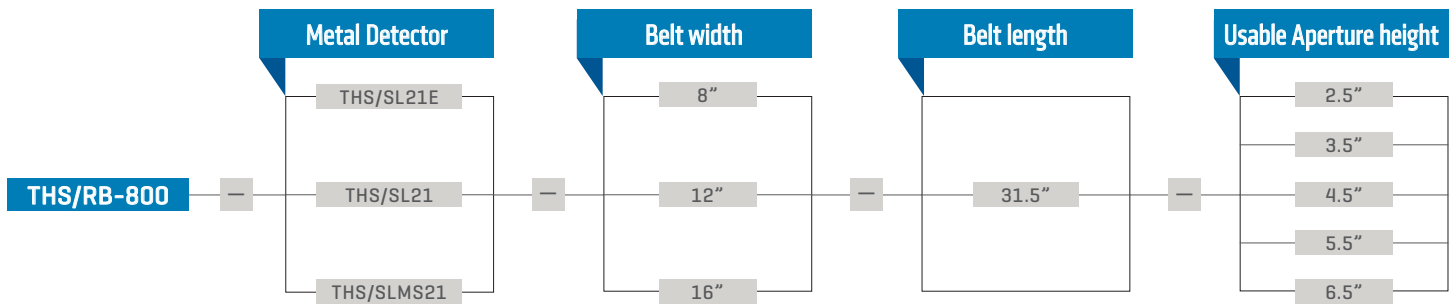 Metal Detector
Belt width
Belt length
Usable Aperture height
THS/RB-800
—
THS/SL21E
THS/SL21
THS/SLMS21
—
8”
12”
16”
—
31.5”
—
2.5”
3.5”
4.5”
5.5”
6.5”